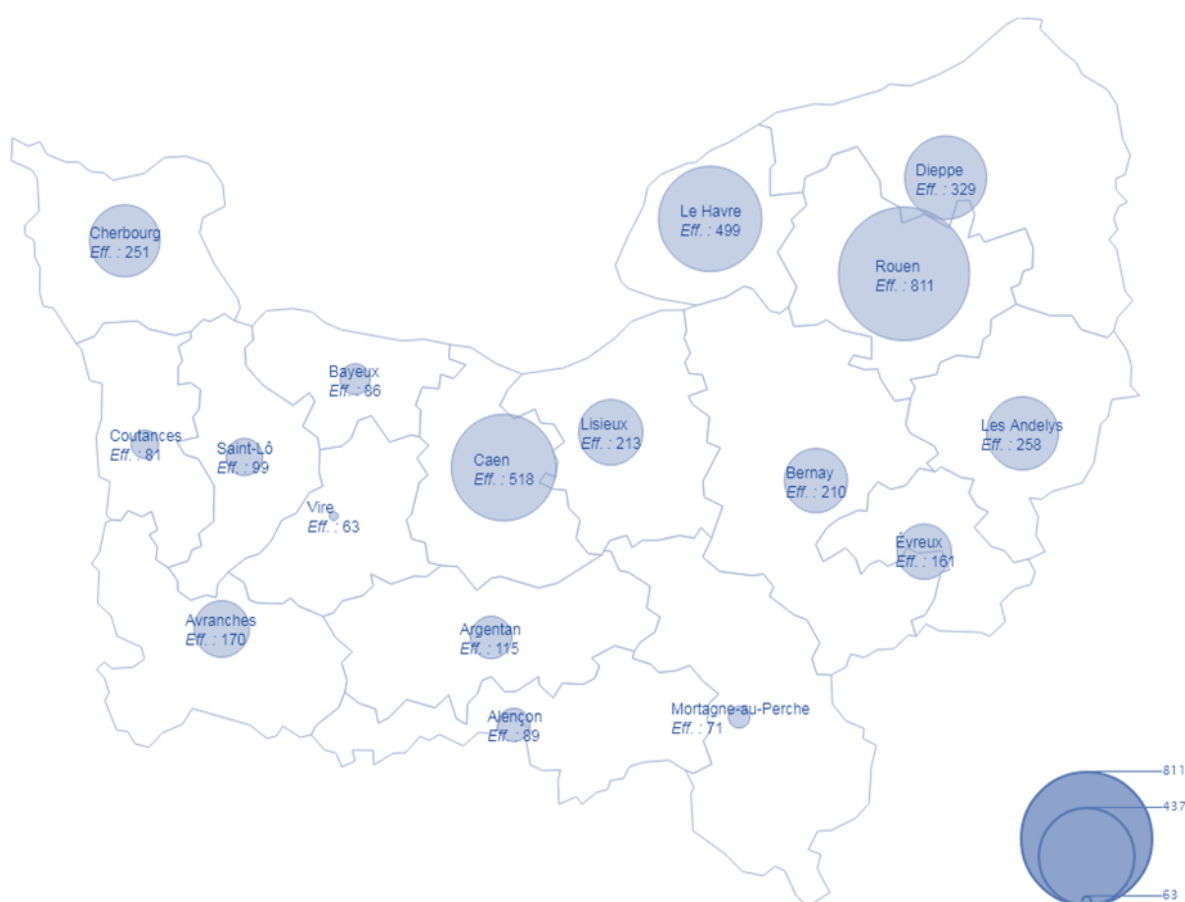 Dieppe
Eff. : 329
Le Havre
Eff. : 499
Cherbourg
Eff. : 251
Rouen
Eff. : 811
Bayeux
Eff. : 86
Coutances
Eff. : 81
Saint-Lô
Eff. : 99
Lisieux
Eff. : 213
Les Andelys
Eff. : 258
Caen
Eff. : 518
Bernay
Eff. : 210
Vire
Eff. : 63
Évreux
Eff. : 161
Avranches
Eff. : 170
Argentan
Eff. : 115
Alençon
Eff. : 89
Mortagne-au-Perche
Eff. : 71
811
437
63